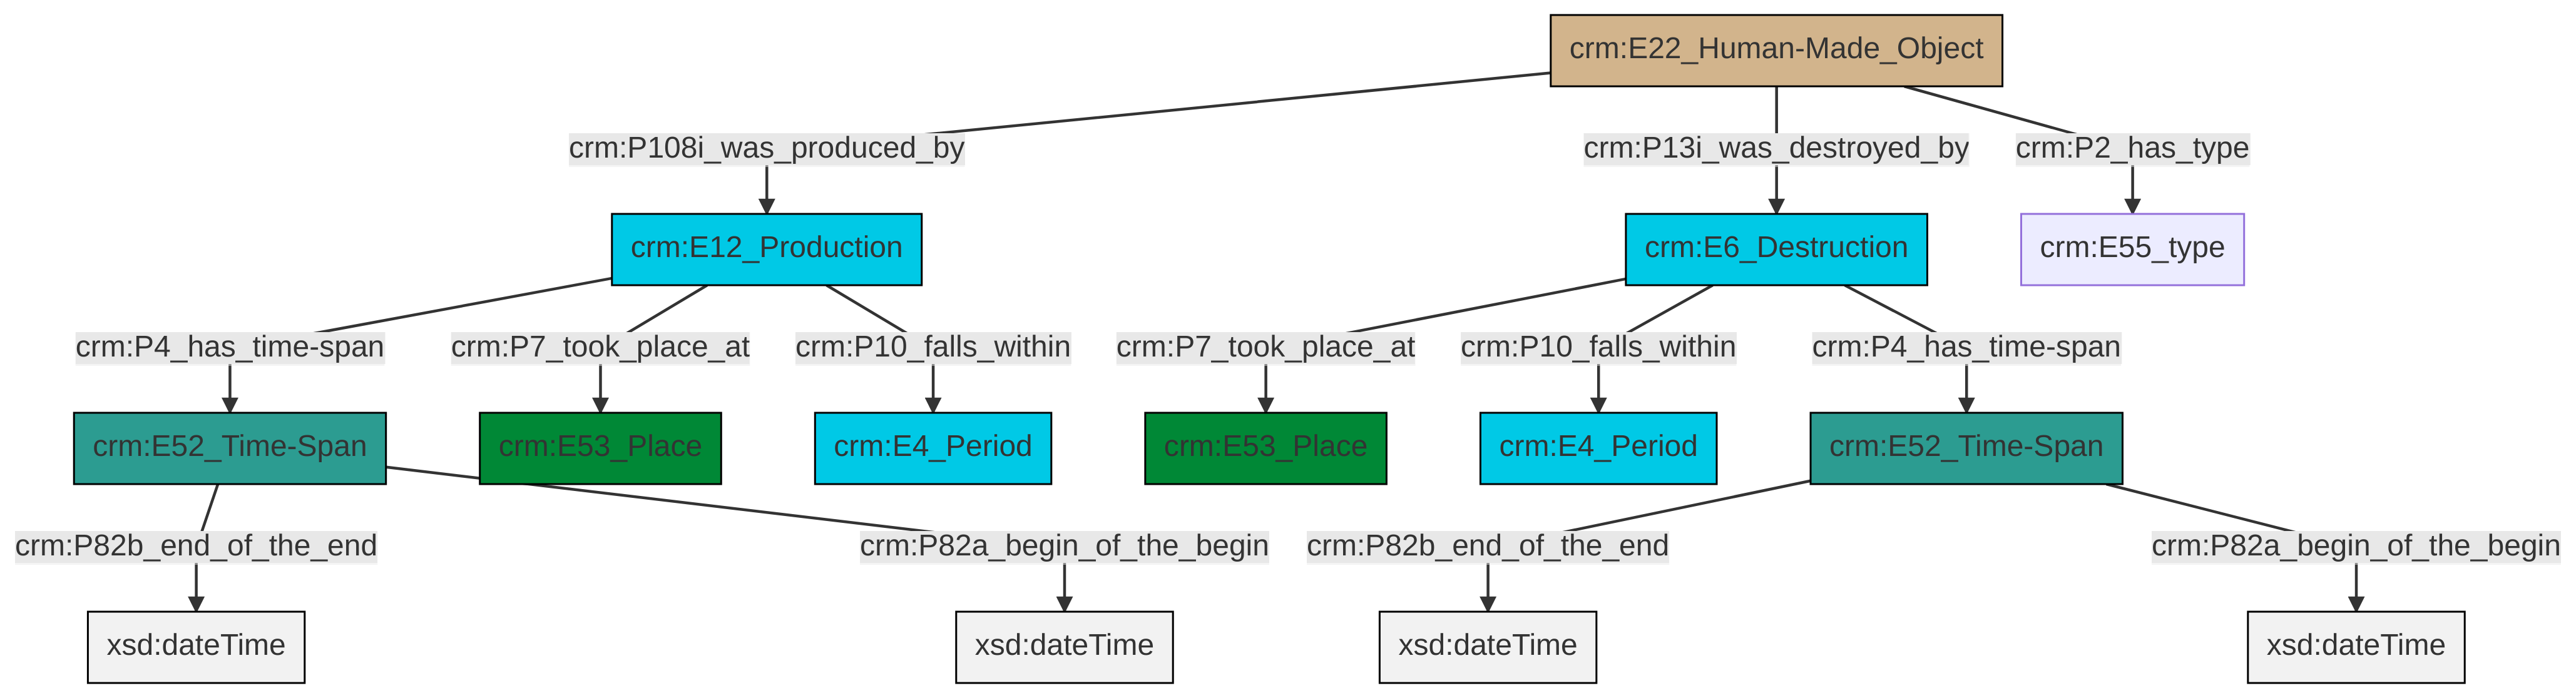 crm:E22_Human-Made_Object
crm:P108i_was_produced_by
crm:P13i_was_destroyed_by
crm:P2_has_type
crm:E12_Production
crm:E6_Destruction
crm:E55_type
crm:P4_has_time-span
crm:P7_took_place_at
crm:P10_falls_within
crm:P7_took_place_at
crm:P10_falls_within
crm:P4_has_time-span
crm:E52_Time-Span
crm:E53_Place
crm:E4_Period
crm:E53_Place
crm:E4_Period
crm:E52_Time-Span
crm:P82b_end_of_the_end
crm:P82a_begin_of_the_begin
crm:P82b_end_of_the_end
crm:P82a_begin_of_the_begin
xsd:dateTime
xsd:dateTime
xsd:dateTime
xsd:dateTime